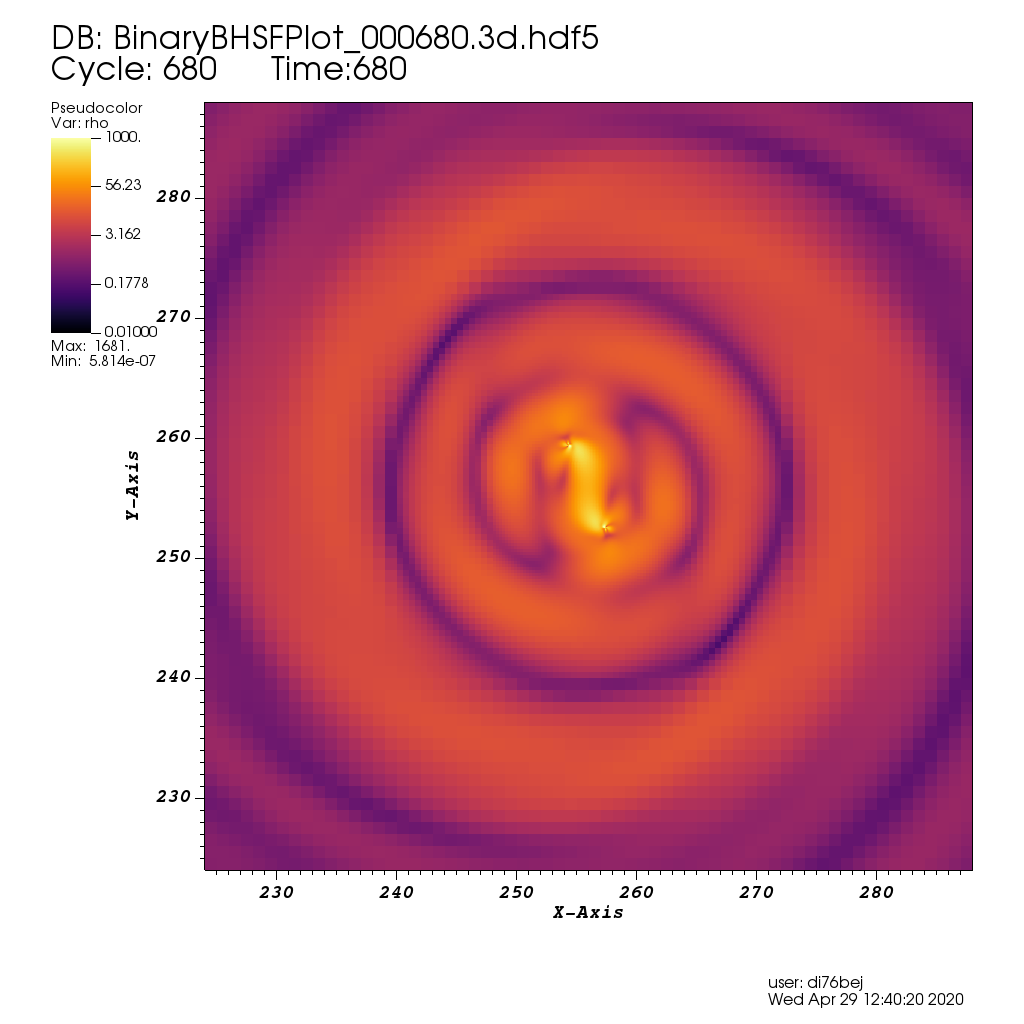 DB: BinaryBHSFPlot_000680.3d.hdf5
Cycle: 680 Time:680
Pseudocolor
Var: rho
1000.
56.23
3.162
0.1778
0.01000
Max: 1681.
Min: 5.814e-07
280
270
260
250
240
230
Y-Axis
230 240 250 260 270 280
X-Axis
user: di76bej
Wed Apr 29 12:40:20 2020